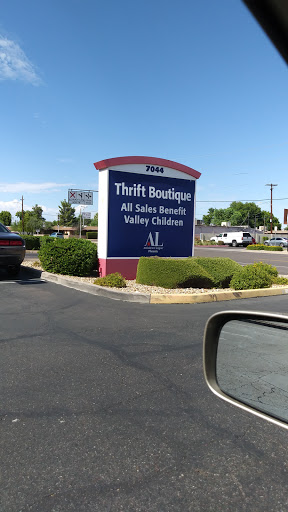 7044
Thrift Boutique
All Sales Benefit
Valley Children
AL